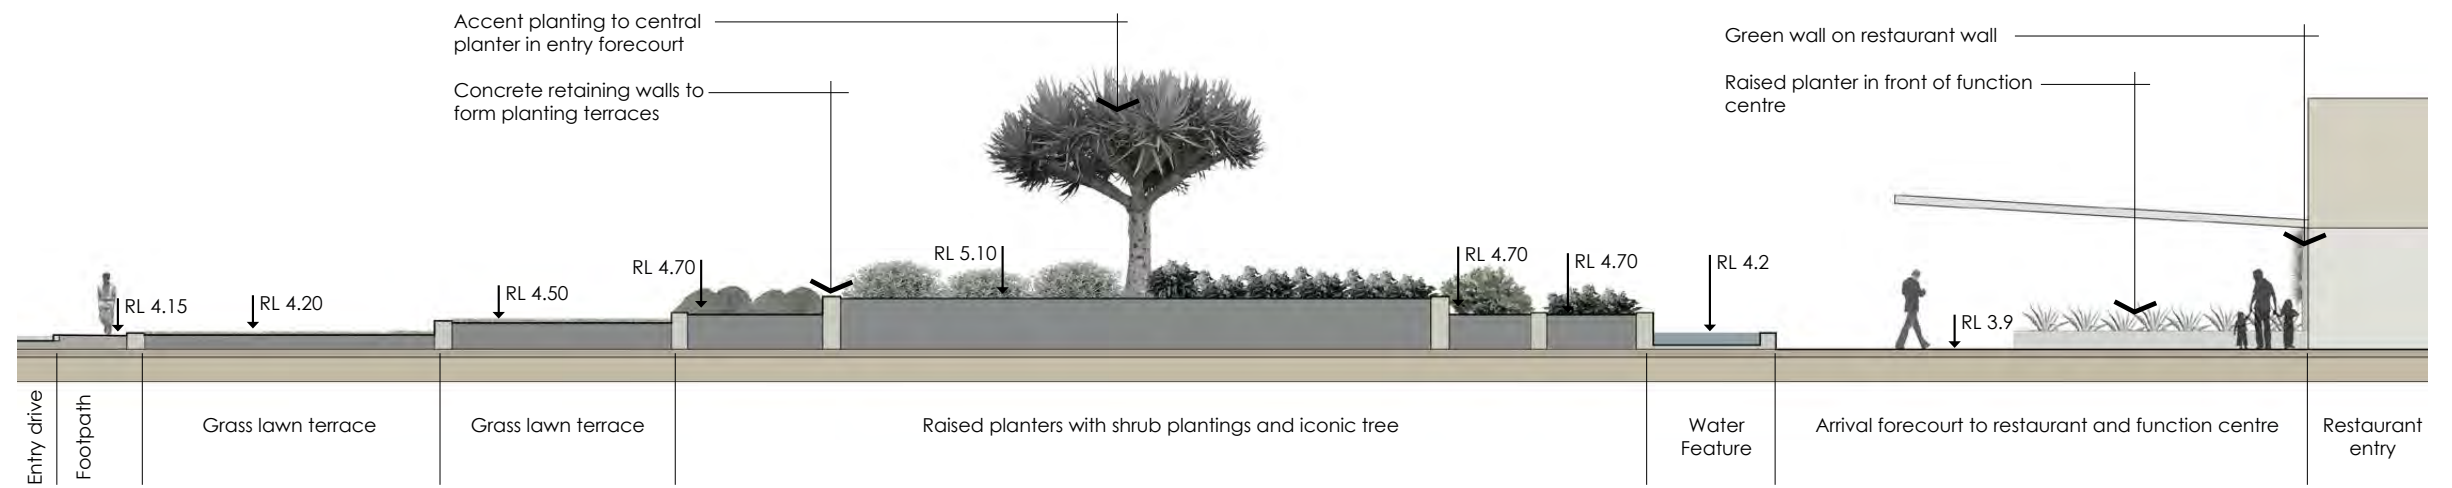 Accent planting to central
planter in entry forecourt
Concrete retaining walls to
form planting terraces
Green wall on restaurant wall
Raised planter in front of function
centre
RL 4.15
RL 4.20
RL 4.50
RL 4.70
RL 5.10
RL 4.70
RL 4.70
RL 4.2
RL 3.9
Entry drive
Footpath
Grass lawn terrace
Grass lawn terrace
Raised planters with shrub plantings and iconic tree
Water
Feature
Arrival forecourt to restaurant and function centre
Restaurant
entry